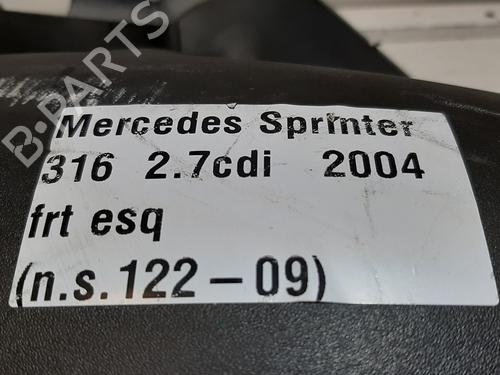 B-PARTS
Mercedes Sprinter
316 2.7cdi 2004
frt esq
(n.s.122-09)